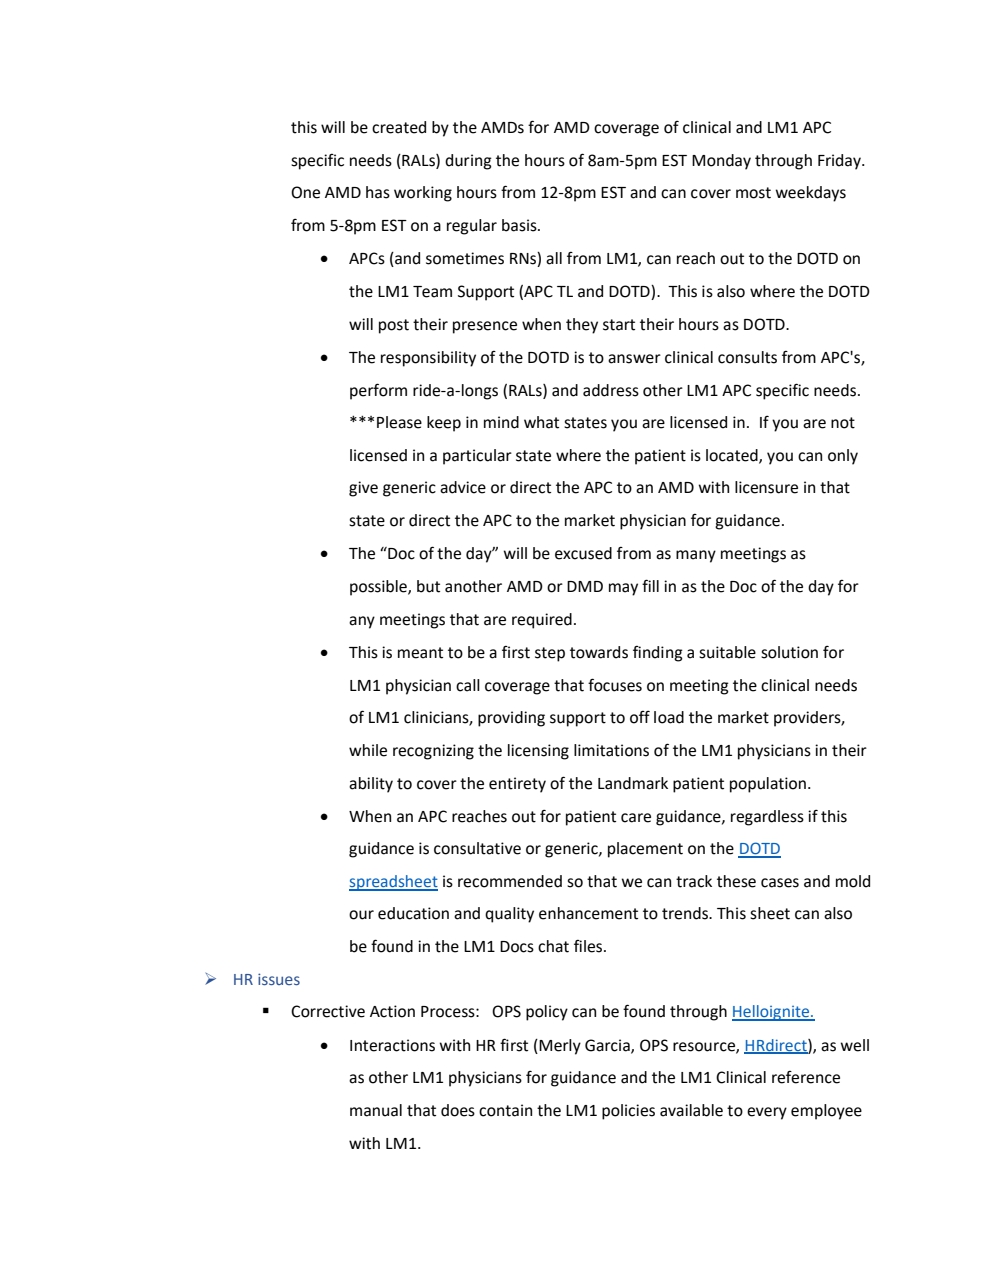 this will be created by the AMDs for AMD coverage of clinical and LM1 APC
specific needs (RALs) during the hours of 8am-5pm EST Monday through Friday.
One AMD has working hours from 12-8pm EST and can cover most weekdays
from 5-8pm EST on a regular basis.
• APCs (and sometimes RNs) all from LM1, can reach out to the DOTD on
the LM1 Team Support (APC TL and DOTD).  This is also where the DOTD
will post their presence when they start their hours as DOTD.
• The responsibility of the DOTD is to answer clinical consults from APC's,
perform ride-a-longs (RALs) and address other LM1 APC specific needs.
***Please keep in mind what states you are licensed in.  If you are not
licensed in a particular state where the patient is located, you can only
give generic advice or direct the APC to an AMD with licensure in that
state or direct the APC to the market physician for guidance.
• The “Doc of the day” will be excused from as many meetings as
possible, but another AMD or DMD may fill in as the Doc of the day for
any meetings that are required.
• This is meant to be a first step towards finding a suitable solution for
LM1 physician call coverage that focuses on meeting the clinical needs
of LM1 clinicians, providing support to off load the market providers,
while recognizing the licensing limitations of the LM1 physicians in their
ability to cover the entirety of the Landmark patient population.
• When an APC reaches out for patient care guidance, regardless if this
guidance is consultative or generic, placement on the DOTD
spreadsheet is recommended so that we can track these cases and mold
our education and quality enhancement to trends. This sheet can also
be found in the LM1 Docs chat files.
➢ HR issues
▪ Corrective Action Process:   OPS policy can be found through Helloignite.
• Interactions with HR first (Merly Garcia, OPS resource, HRdirect), as well
as other LM1 physicians for guidance and the LM1 Clinical reference
manual that does contain the LM1 policies available to every employee
with LM1.